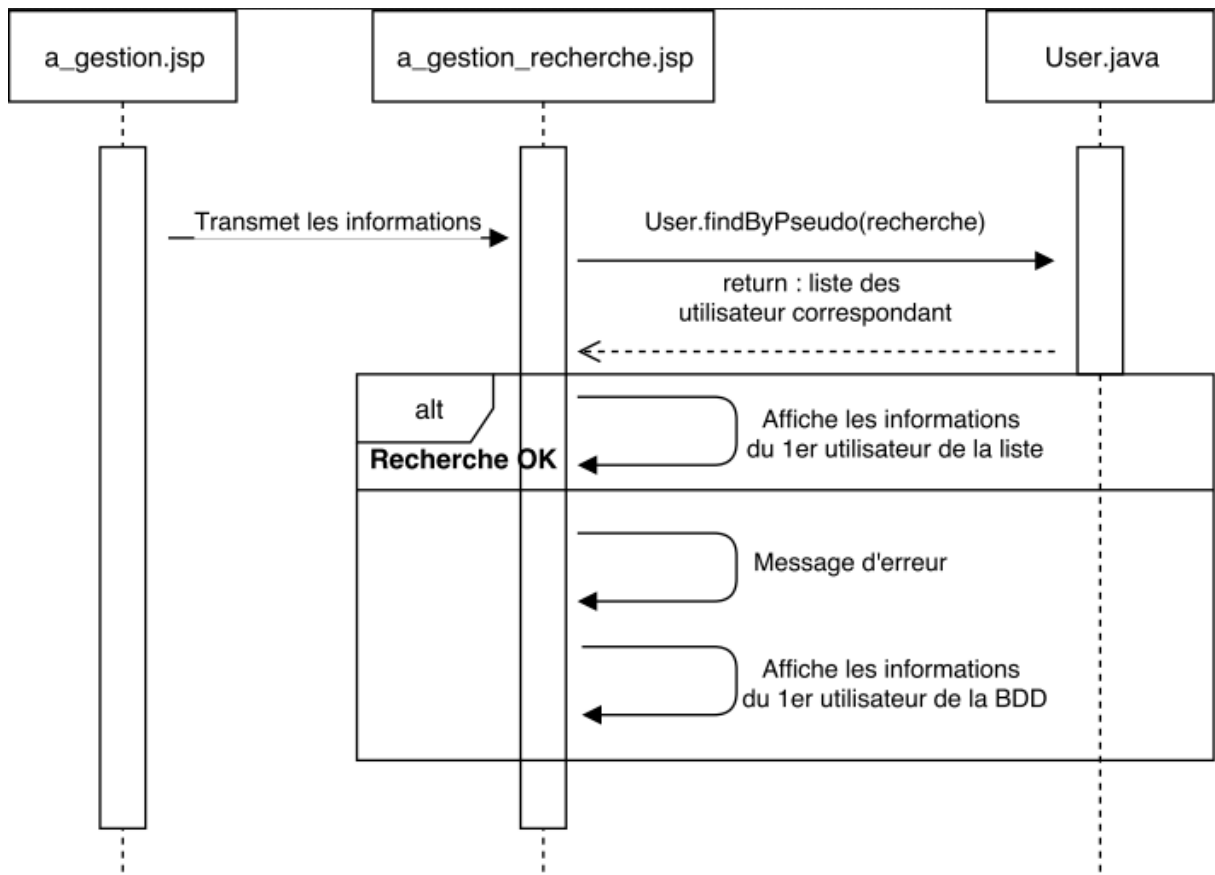 a_gestion.jsp
a_gestion_recherche.jsp
User.java
Transmet les informations
User.findByPseudo(recherche)
return : liste des
utilisateur correspondant
alt
Recherche OK
Affiche les informations
du 1er utilisateur de la liste
Message d'erreur
Affiche les informations
du 1er utilisateur de la BDD